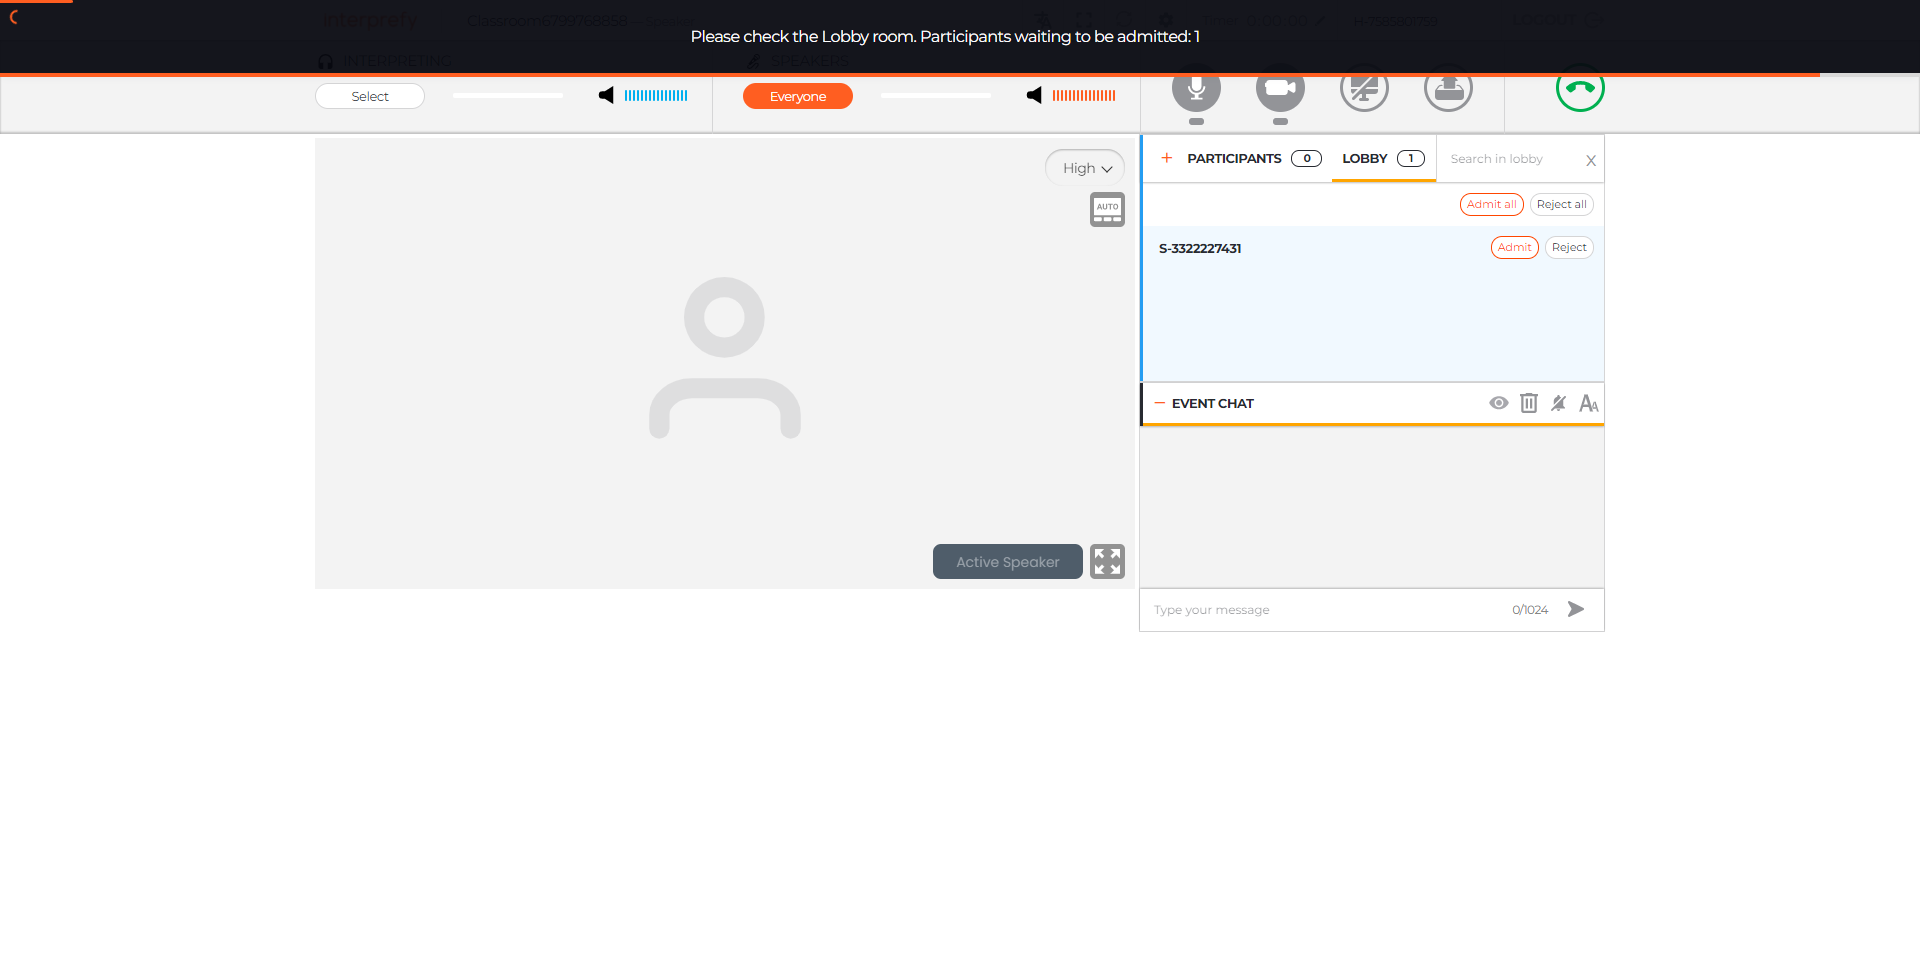 interprefy Classroom6799768858
Please check the Lobby room. Participants waiting to be admitted: 1
INTERPRETING SPEAKERS
Select Everyone
High
AUTO
PARTICIPANTS 0 LOBBY 1 Search in lobby X
Admit all Reject all
S-3322227431 Admit Reject
EVENT CHAT
Active Speaker
Type your message 0/1024